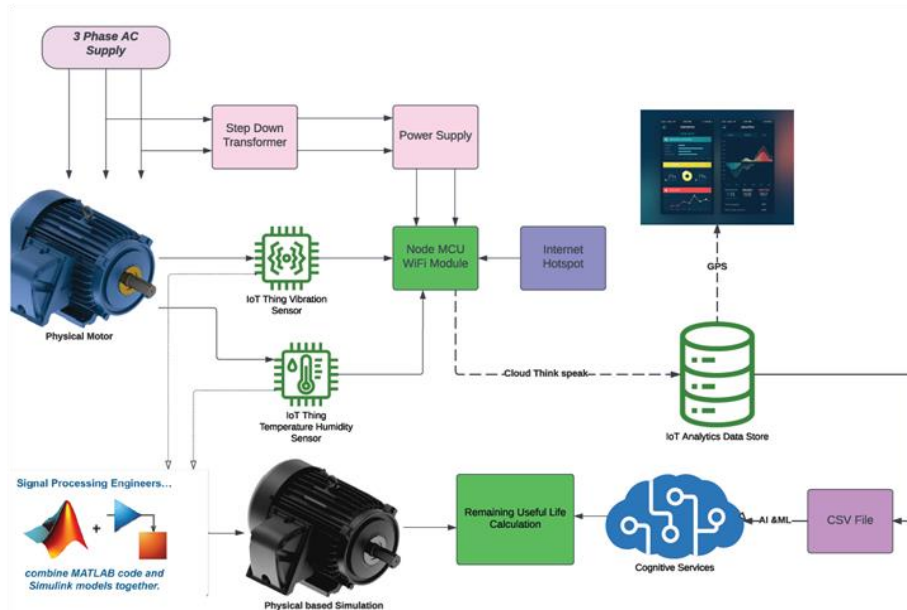 3 Phase AC
Supply
Step Down
Transformer
Power Supply
Node MCU
WiFi Module
Internet
Hotspot
GPS
IoT Thing Vibration
Sensor
Physical Motor
Cloud Think speak
IoT Thing
Temperature Humidity
Sensor
IoT Analytics Data Store
Signal Processing Engineers...
+
combine MATLAB code and
Simulink models together.
Physical based Simulation
Remaining Useful Life
Calculation
Cognitive Services
AI &ML
CSV File